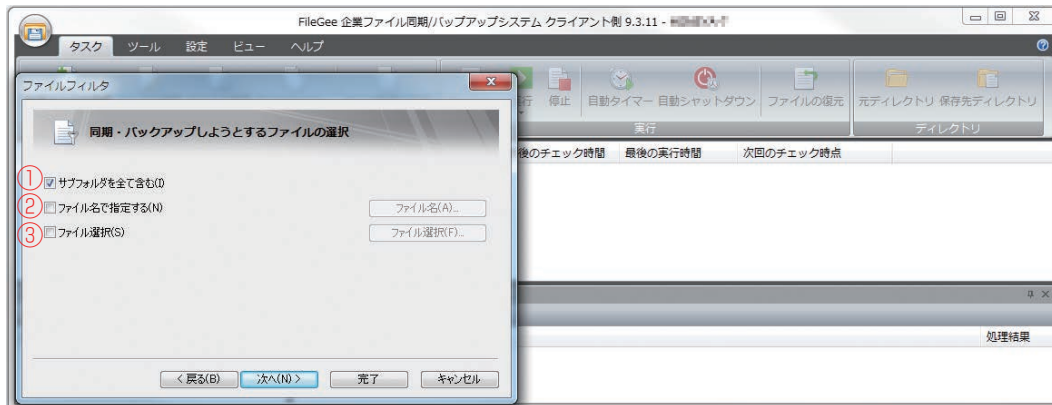 FileGee 企業ファイル同期/バップアップシステム クライアント側 9.3.11 -
タスク ツール 設定 ビュー ヘルプ
ファイルフィルタ
行 停止 自動タイマー 自動シャットダウン ファイルの復元 元ディレクトリ 保存先ディレクトリ
実行 ディレクトリ
同期・バックアップしようとするファイルの選択
後のチェック時間 最後の実行時間 次回のチェック時点
① サブフォルダを全て含む(I)
② ファイル名で指定する(N) ファイル名(A)...
③ ファイル選択(S) ファイル選択(F)...
処理結果
< 戻る(B) 次へ(N) > 完了 キャンセル